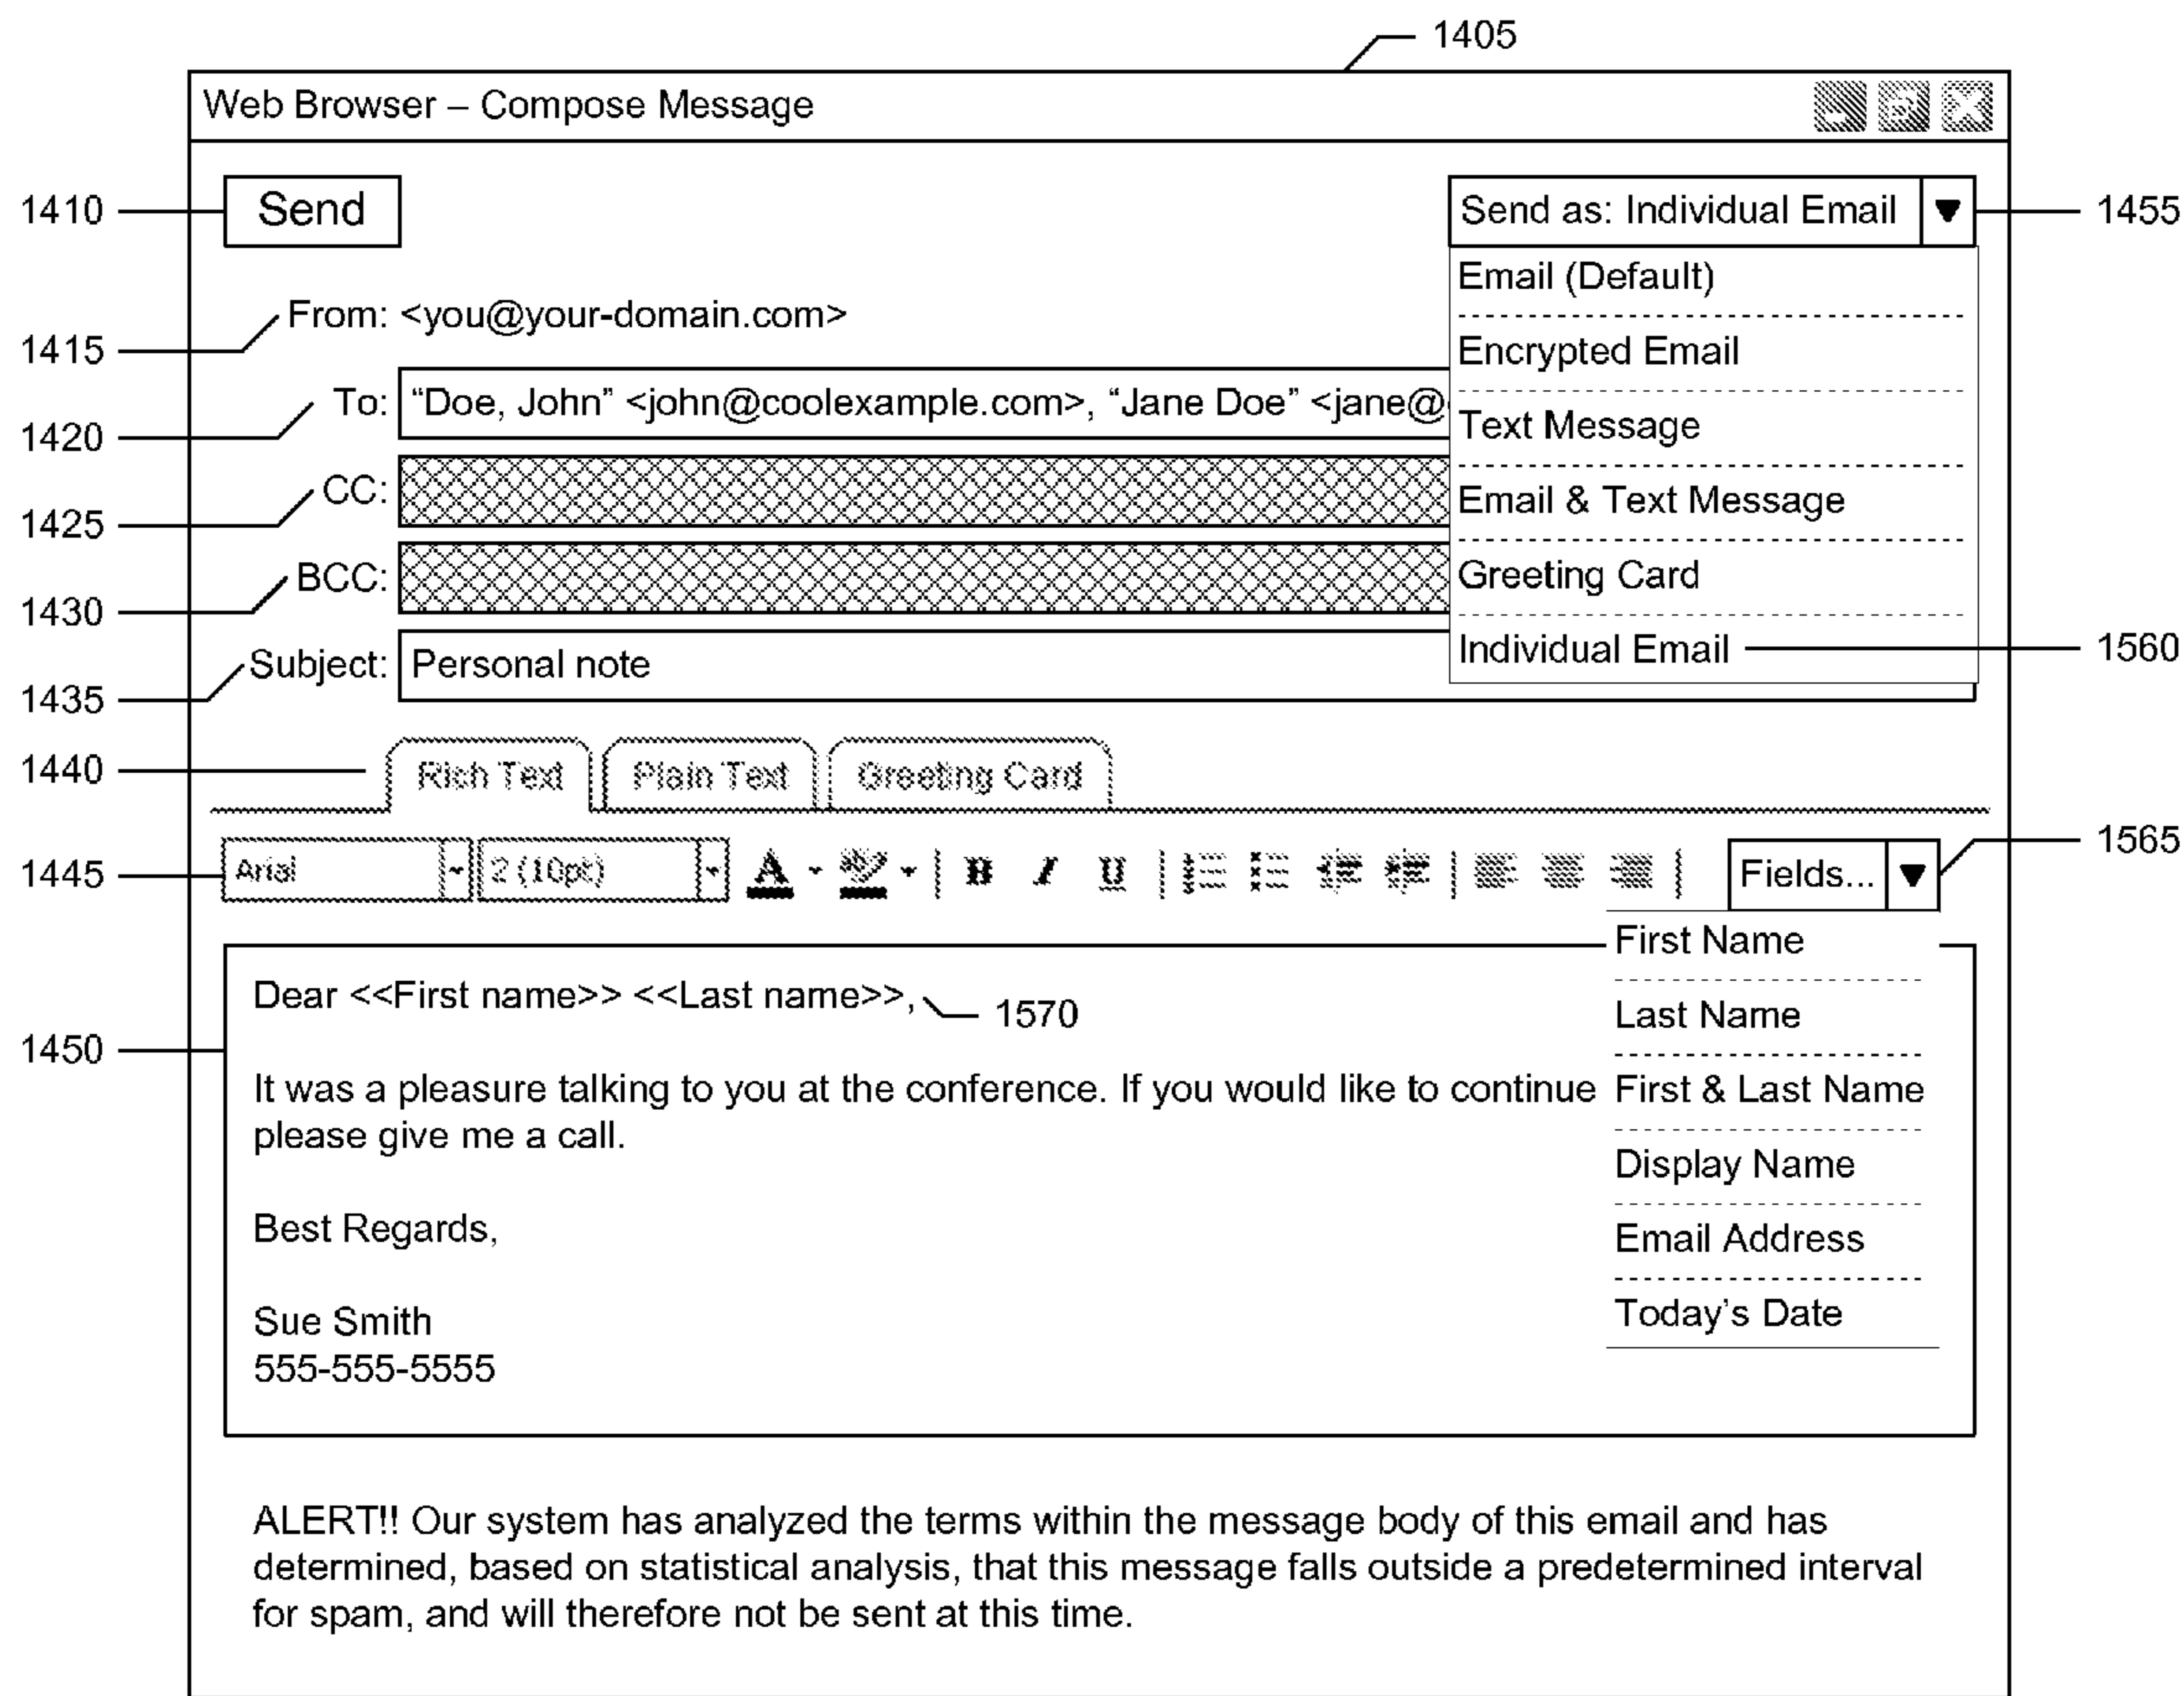 1405
Web Browser – Compose Message
1410
Send
Send as: Individual Email
1455
Email (Default)
1415
From: <you@your-domain.com>
Encrypted Email
1420
To: “Doe, John” <john@coolexample.com>, “Jane Doe” <jane@
Text Message
1425
CC:
Email & Text Message
1430
BCC:
Greeting Card
1435
Subject: Personal note
Individual Email
1560
1440
Rich Text
Plain Text
Greeting Card
1445
Arial
2 (10pt)
A
ab
B
I
U
Fields...
1565
First Name
Last Name
First & Last Name
Display Name
Email Address
Today’s Date
1450
Dear <<First name>> <<Last name>>,
1570
It was a pleasure talking to you at the conference. If you would like to continue
please give me a call.
Best Regards,
Sue Smith
555-555-5555
ALERT!! Our system has analyzed the terms within the message body of this email and has
determined, based on statistical analysis, that this message falls outside a predetermined interval
for spam, and will therefore not be sent at this time.